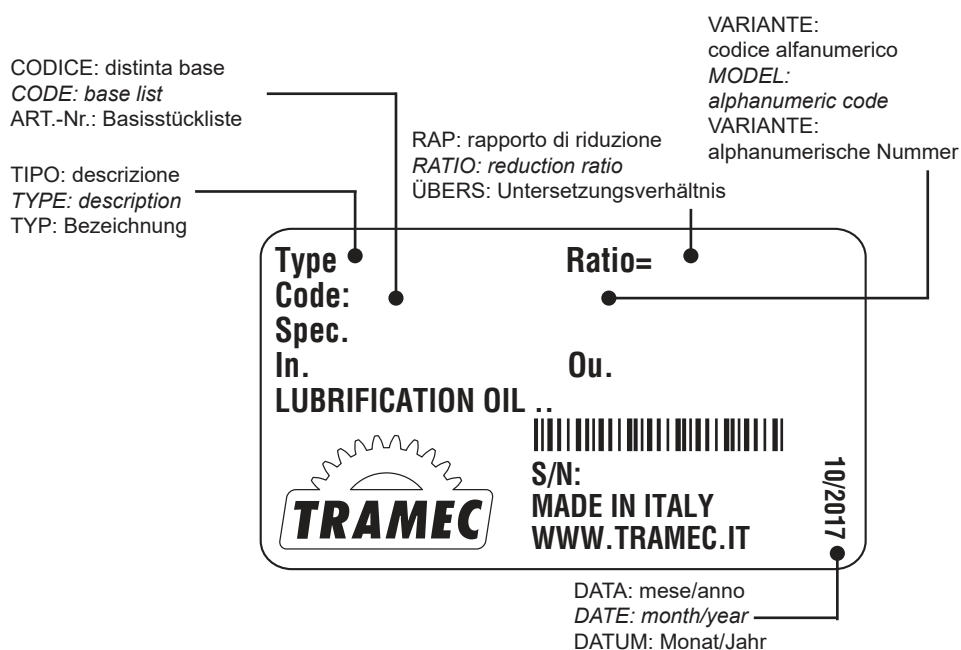 VARIANTE:
codice alfanumerico
MODEL:
alphanumeric code
VARIANTE:
alphanumerische Nummer
CODICE: distinta base
CODE: base list
ART.-Nr.: Basisstückliste
RAP: rapporto di riduzione
RATIO: reduction ratio
ÜBERS: Untersetzungsverhältnis
TIPO: descrizione
TYPE: description
TYP: Bezeichnung
Type Ratio=
Code:
Spec.
In. Ou.
LUBRIFICATION OIL ..
TRAMEC
S/N:
MADE IN ITALY
WWW.TRAMEC.IT
10/2017
DATA: mese/anno
DATE: month/year
DATUM: Monat/Jahr